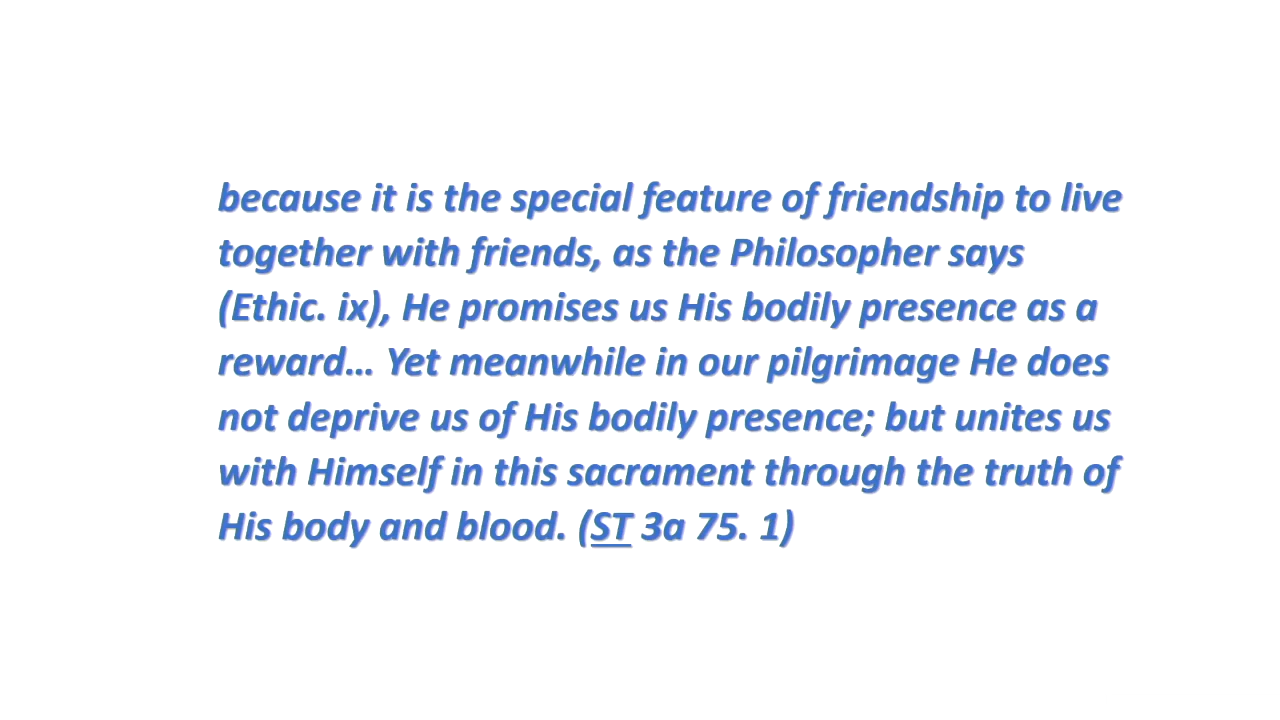 because it is the special feature of friendship to live
together with friends, as the Philosopher says
(Ethic. ix), He promises us His bodily presence as a
reward… Yet meanwhile in our pilgrimage He does
not deprive us of His bodily presence; but unites us
with Himself in this sacrament through the truth of
His body and blood. (ST 3a 75. 1)